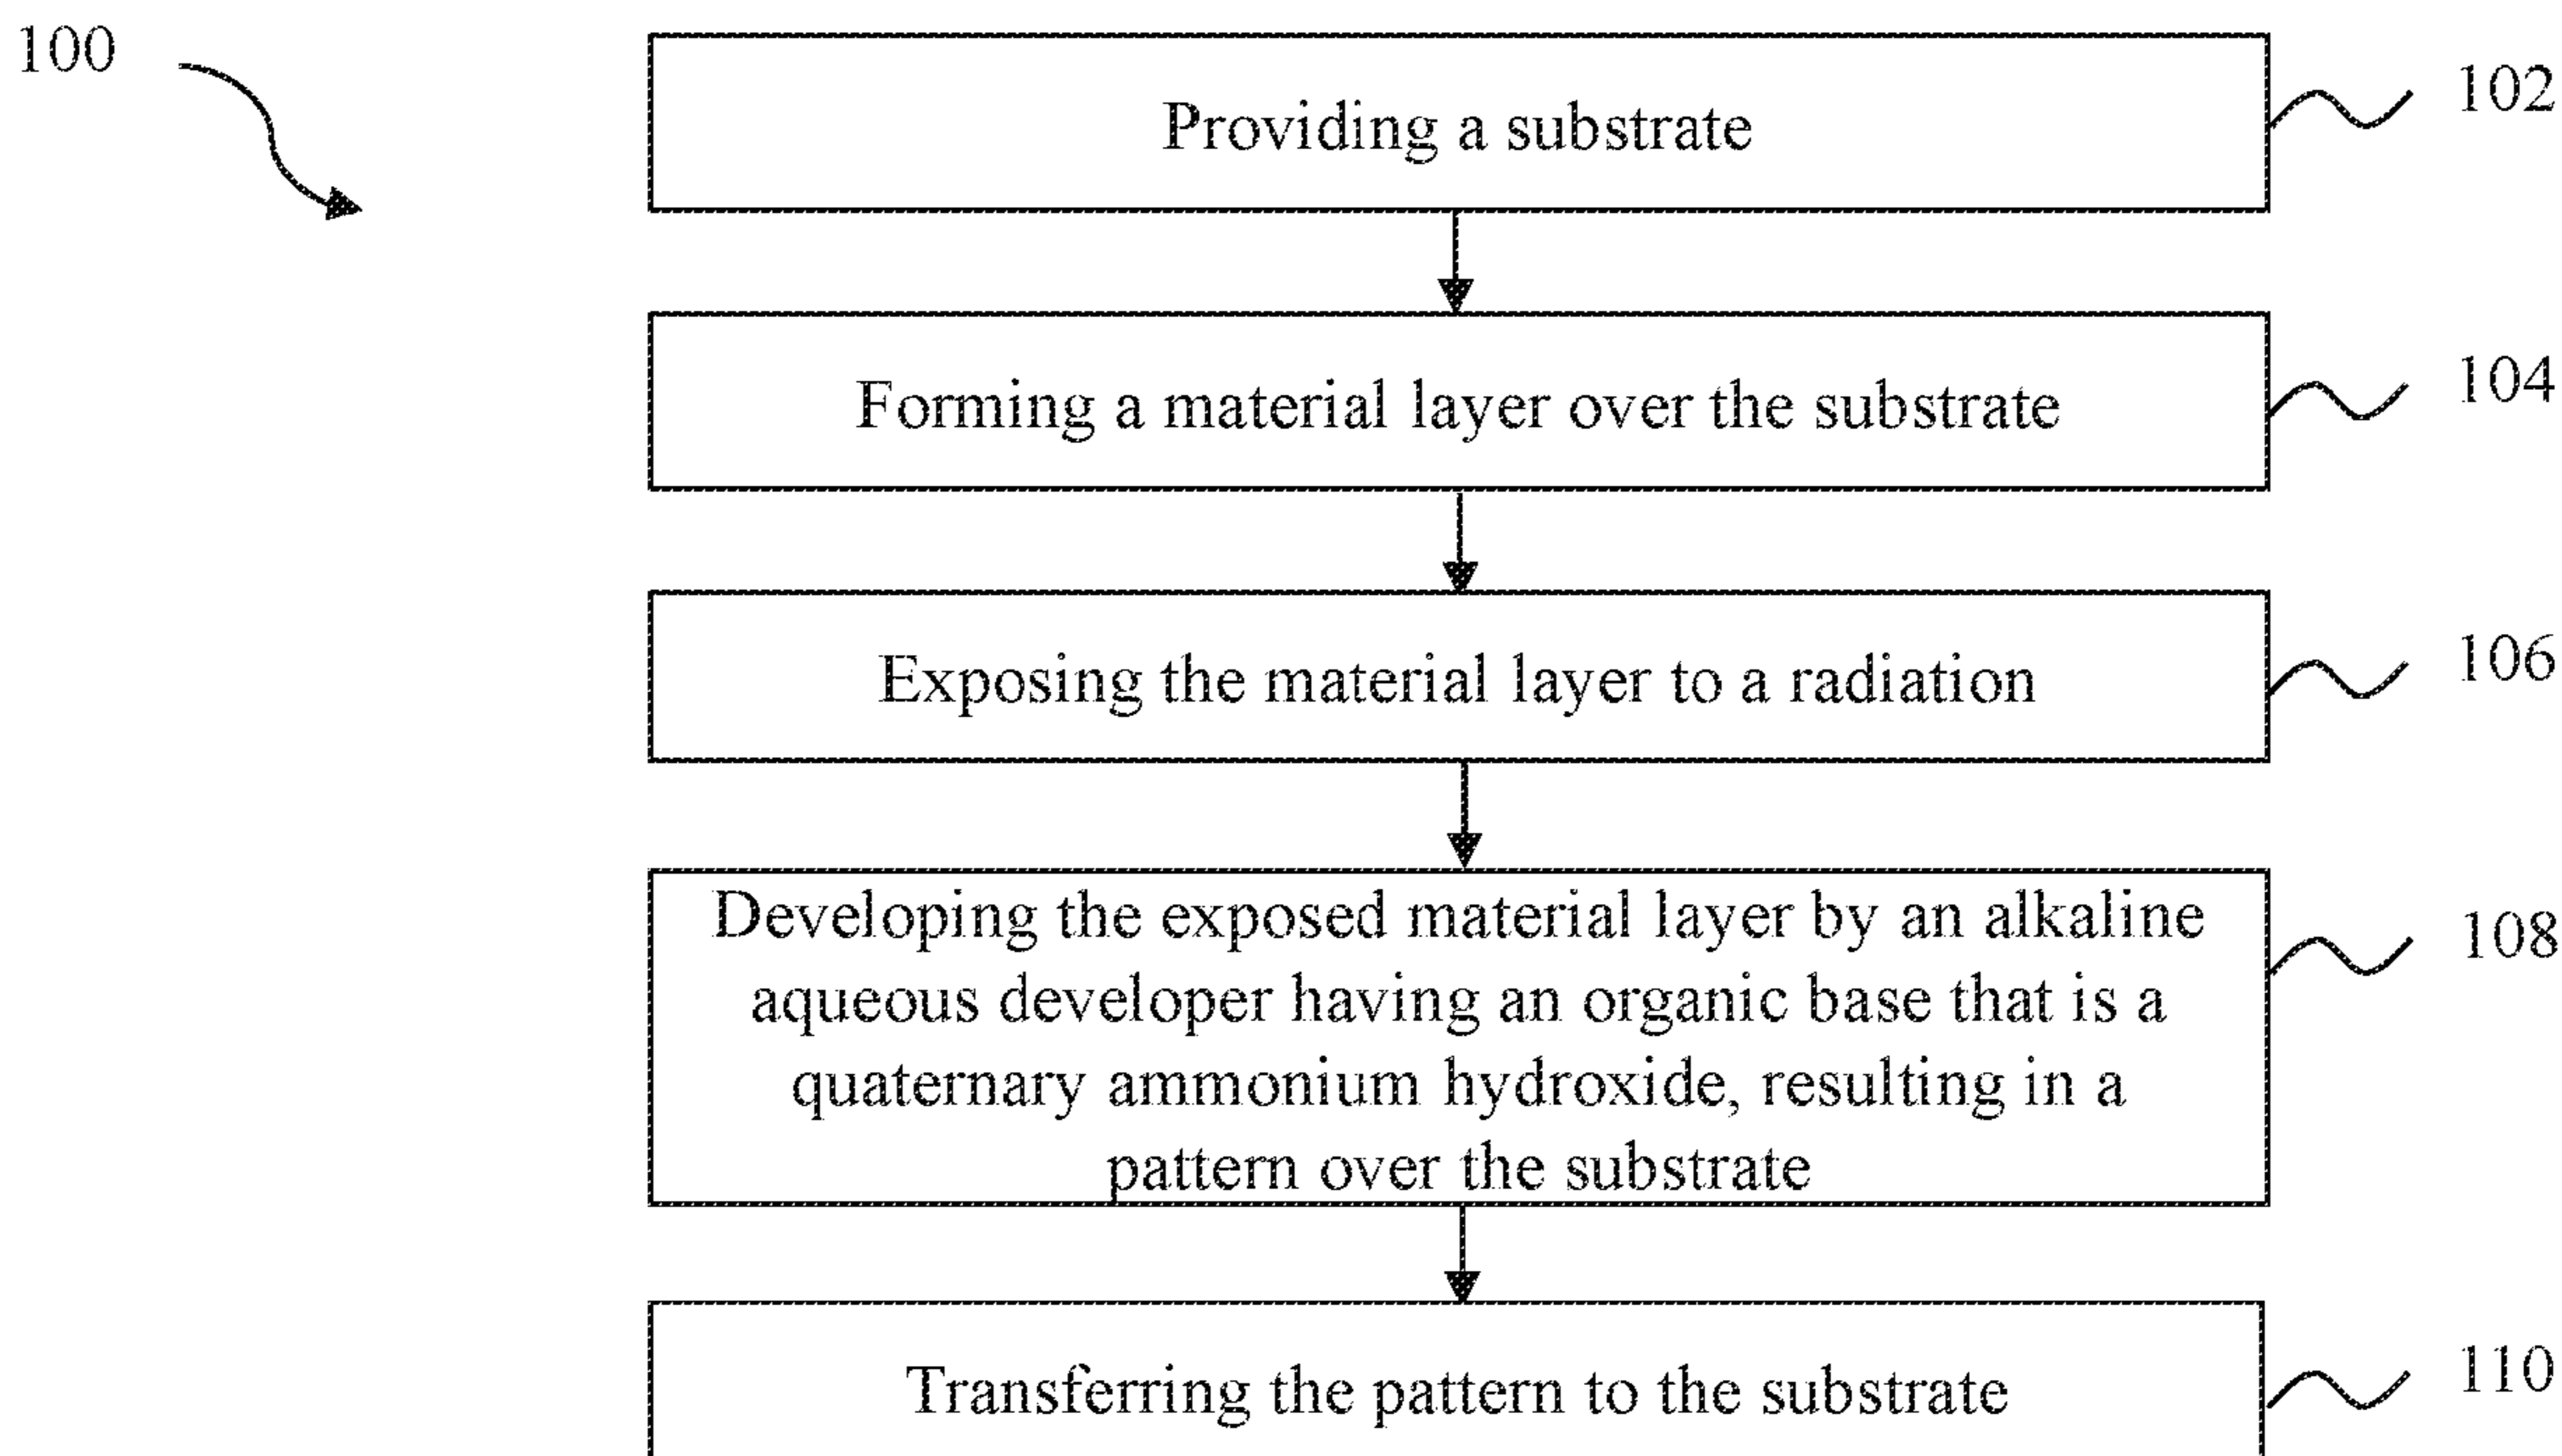 100
Providing a substrate
102
Forming a material layer over the substrate
104
Exposing the material layer to a radiation
106
Developing the exposed material layer by an alkaline
aqueous developer having an organic base that is a
quaternary ammonium hydroxide, resulting in a
pattern over the substrate
108
Transferring the pattern to the substrate
110